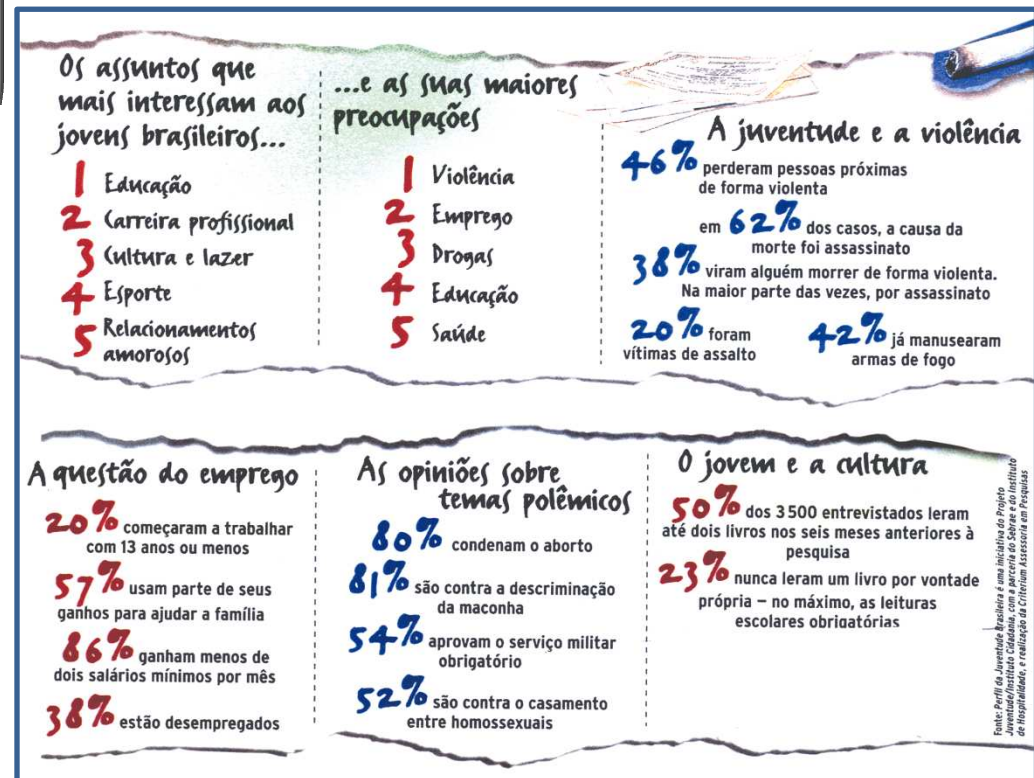 Os assuntos que
mais interessam aos
jovens brasileiros...
1 Educação
2 Carreira profissional
3 Cultura e lazer
4 Esporte
5 Relacionamentos
amorosos
...e as suas maiores
preocupações
1 Violência
2 Emprego
3 Drogas
4 Educação
5 Saúde
A juventude e a violência
46% perderam pessoas próximas
de forma violenta
em 62% dos casos, a causa da
morte foi assassinato
38% viram alguém morrer de forma violenta.
Na maior parte das vezes, por assassinato
20% foram
vítimas de assalto
42% já manusearam
armas de fogo
A questão do emprego
20% começaram a trabalhar
com 13 anos ou menos
57% usam parte de seus
ganhos para ajudar a família
86% ganham menos de
dois salários mínimos por mês
38% estão desempregados
As opiniões sobre
temas polêmicos
80% condenam o aborto
81% são contra a descriminação
da maconha
54% aprovam o serviço militar
obrigatório
52% são contra o casamento
entre homossexuais
O jovem e a cultura
50% dos 3500 entrevistados leram
até dois livros nos seis meses anteriores à
pesquisa
23% nunca leram um livro por vontade
própria – no máximo, as leituras
escolares obrigatórias
Fonte: Perfil da Juventude Brasileira é uma iniciativa do Projeto
Juventude/Instituto Cidadania, com a parceria do Sebrae e do Instituto
de Hospitalidade, e realização da Criterium Assessoria em Pesquisas